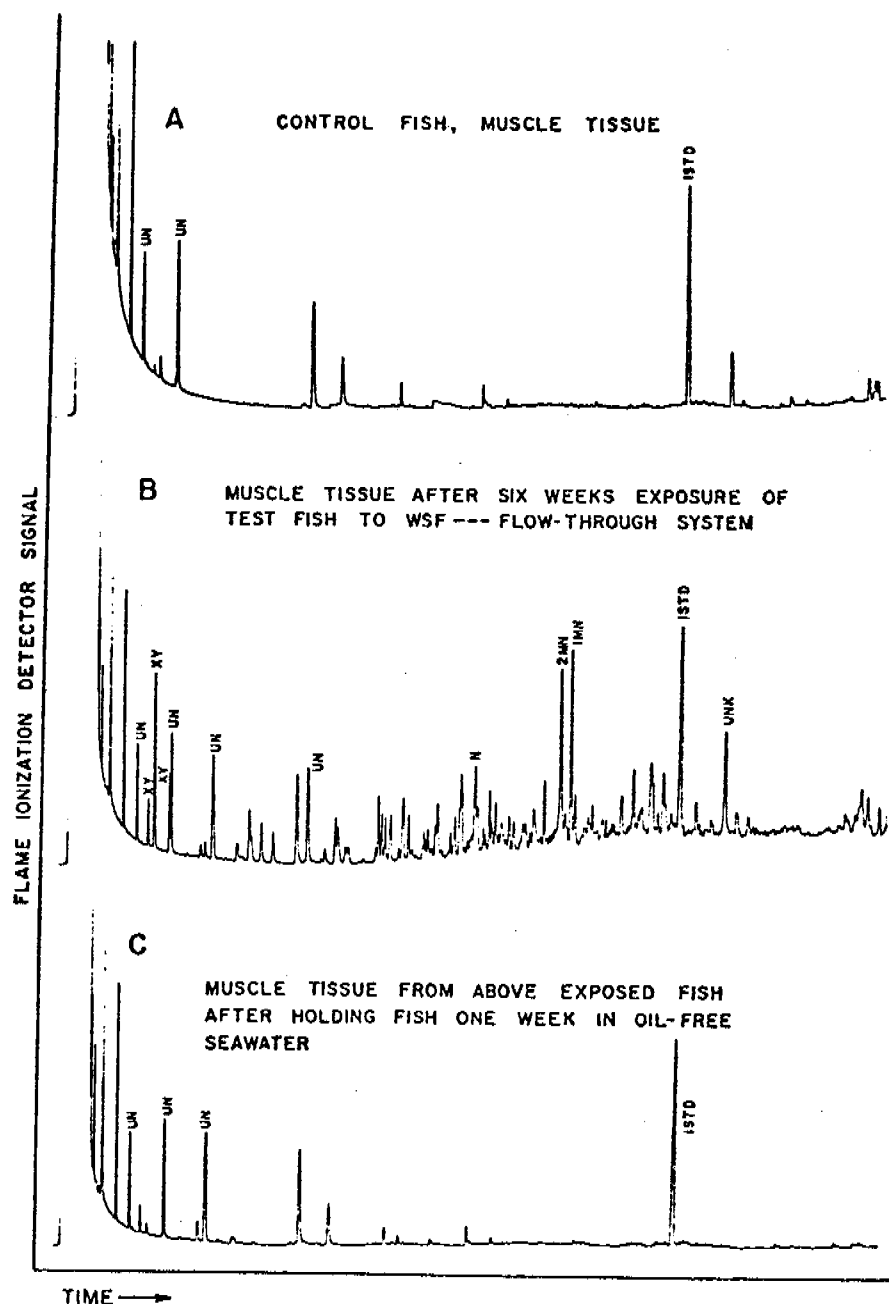 A
CONTROL FISH, MUSCLE TISSUE
UN
UN
ISTD
B
MUSCLE TISSUE AFTER SIX WEEKS EXPOSURE OF
TEST FISH TO WSF --- FLOW-THROUGH SYSTEM
UN
XY
XY
XY
UN
UN
UN
N
2MN
1MN
ISTD
UNK
C
MUSCLE TISSUE FROM ABOVE EXPOSED FISH
AFTER HOLDING FISH ONE WEEK IN OIL-FREE
SEAWATER
UN
UN
UN
ISTD
FLAME IONIZATION DETECTOR SIGNAL
TIME